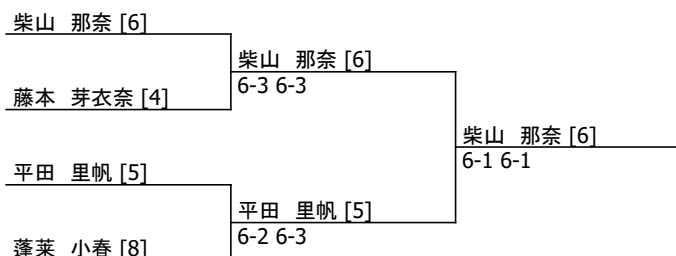 柴山　那奈 [6]
柴山　那奈 [6]
6-3 6-3
藤本　芽衣奈 [4]
柴山　那奈 [6]
6-1 6-1
平田　里帆 [5]
平田　里帆 [5]
6-2 6-3
蓬莱　小春 [8]